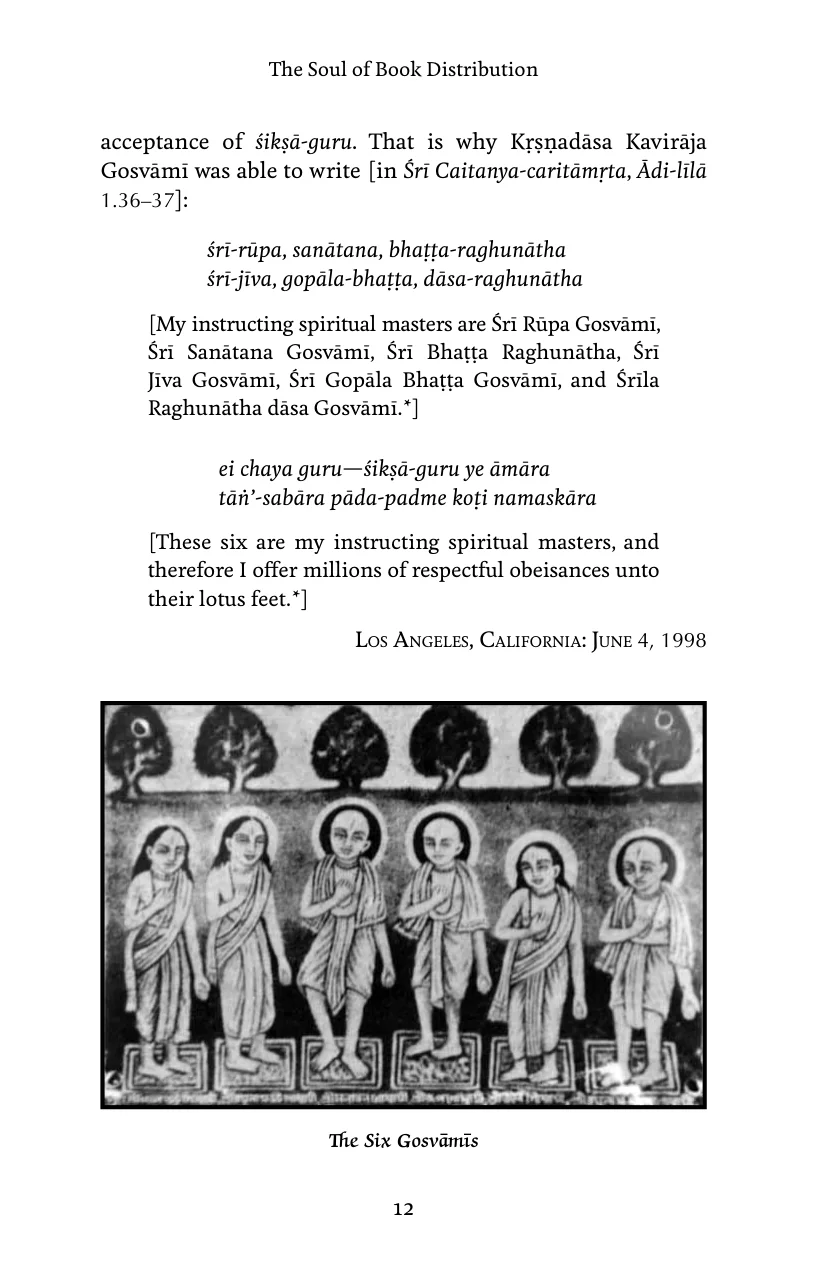 The Soul of Book Distribution
acceptance of śikṣā-guru. That is why Kṛṣṇadāsa Kavirāja
Gosvāmī was able to write [in Śrī Caitanya-caritāmṛta, Ādi-līlā
1.36–37]:
śrī-rūpa, sanātana, bhaṭṭa-raghunātha
śrī-jīva, gopāla-bhaṭṭa, dāsa-raghunātha
[My instructing spiritual masters are Śrī Rūpa Gosvāmī,
Śrī Sanātana Gosvāmī, Śrī Bhaṭṭa Raghunātha, Śrī
Jīva Gosvāmī, Śrī Gopāla Bhaṭṭa Gosvāmī, and Śrīla
Raghunātha dāsa Gosvāmī.*]
ei chaya guru—śikṣā-guru ye āmāra
tāṅ’-sabāra pāda-padme koṭi namaskāra
[These six are my instructing spiritual masters, and
therefore I offer millions of respectful obeisances unto
their lotus feet.*]
Los Angeles, California: June 4, 1998
The Six Gosvāmīs
12